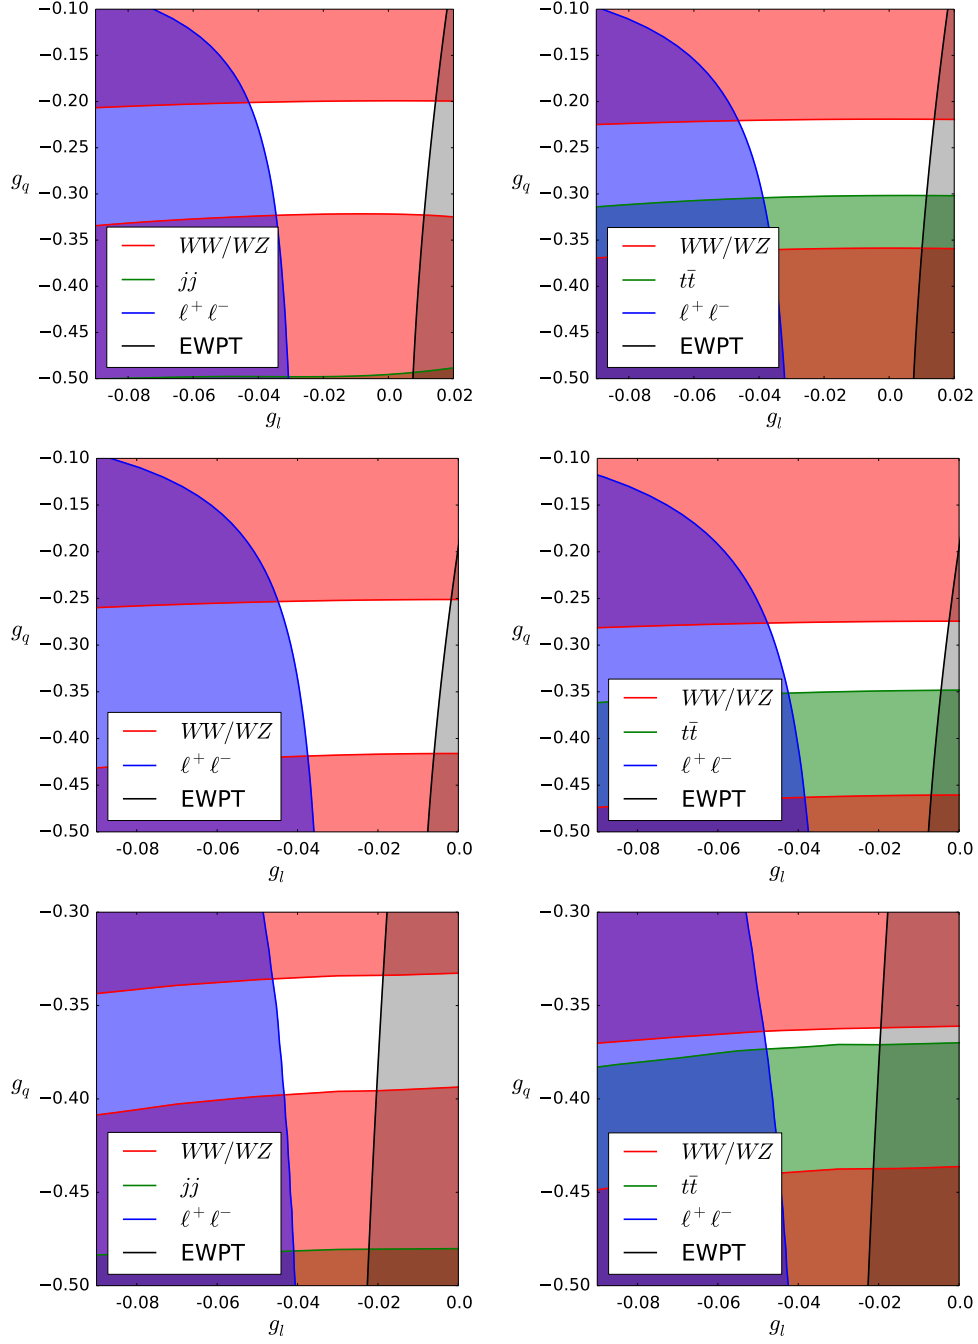 −0.10
−0.15
−0.20
−0.25
−0.30
−0.35
−0.40
−0.45
−0.50
g_q
WW/WZ
jj
ℓ⁺ ℓ⁻
EWPT
-0.08
-0.06
-0.04
-0.02
0.0
0.02
g_l
−0.10
−0.15
−0.20
−0.25
−0.30
−0.35
−0.40
−0.45
−0.50
g_q
WW/WZ
tt̄
ℓ⁺ ℓ⁻
EWPT
-0.08
-0.06
-0.04
-0.02
0.0
0.02
g_l
−0.10
−0.15
−0.20
−0.25
−0.30
−0.35
−0.40
−0.45
−0.50
g_q
WW/WZ
ℓ⁺ ℓ⁻
EWPT
-0.08
-0.06
-0.04
-0.02
0.0
g_l
−0.10
−0.15
−0.20
−0.25
−0.30
−0.35
−0.40
−0.45
−0.50
g_q
WW/WZ
tt̄
ℓ⁺ ℓ⁻
EWPT
-0.08
-0.06
-0.04
-0.02
0.0
g_l
−0.30
−0.35
−0.40
−0.45
−0.50
g_q
WW/WZ
jj
ℓ⁺ ℓ⁻
EWPT
-0.08
-0.06
-0.04
-0.02
0.0
g_l
−0.30
−0.35
−0.40
−0.45
−0.50
g_q
WW/WZ
tt̄
ℓ⁺ ℓ⁻
EWPT
-0.08
-0.06
-0.04
-0.02
0.0
g_l